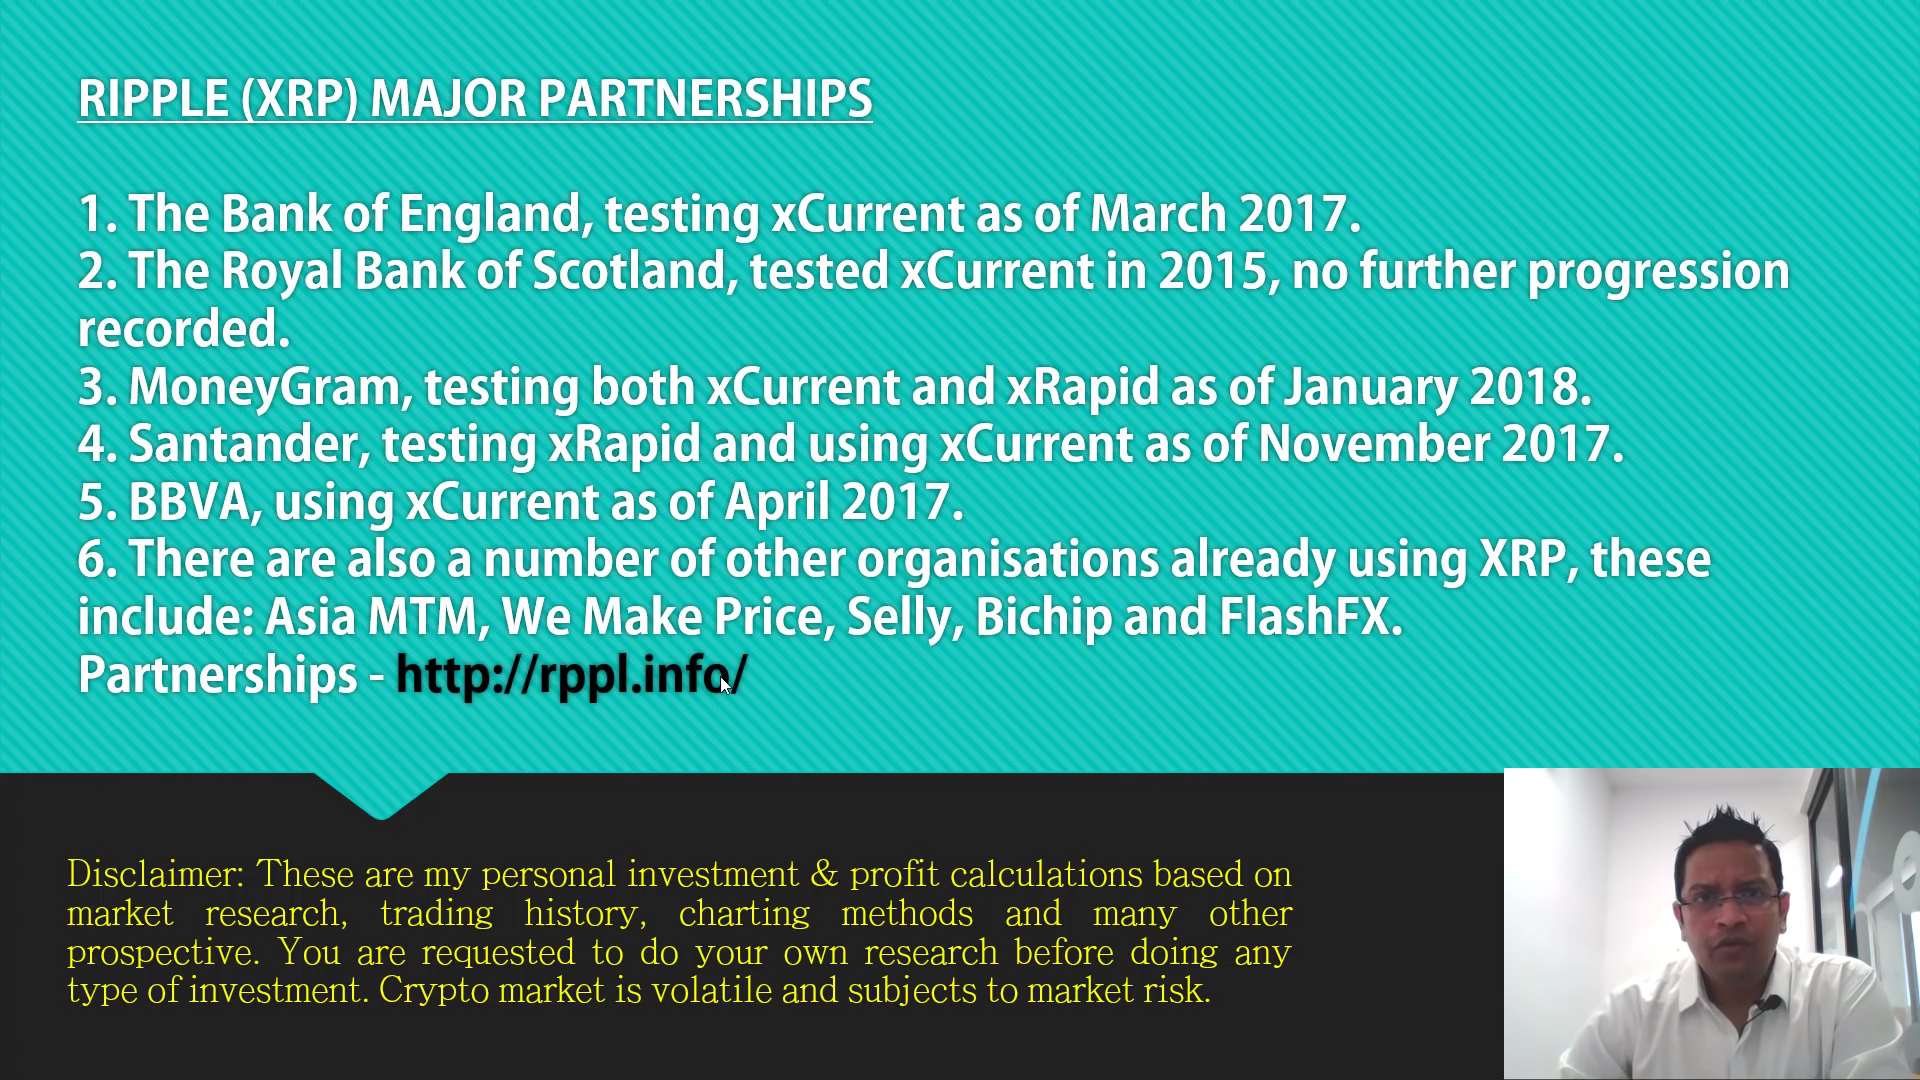 RIPPLE (XRP) MAJOR PARTNERSHIPS
1. The Bank of England, testing xCurrent as of March 2017.
2. The Royal Bank of Scotland, tested xCurrent in 2015, no further progression
recorded.
3. MoneyGram, testing both xCurrent and xRapid as of January 2018.
4. Santander, testing xRapid and using xCurrent as of November 2017.
5. BBVA, using xCurrent as of April 2017.
6. There are also a number of other organisations already using XRP, these
include: Asia MTM, We Make Price, Selly, Bichip and FlashFX.
Partnerships - http://rppl.info/
Disclaimer: These are my personal investment & profit calculations based on
market research, trading history, charting methods and many other
prospective. You are requested to do your own research before doing any
type of investment. Crypto market is volatile and subjects to market risk.